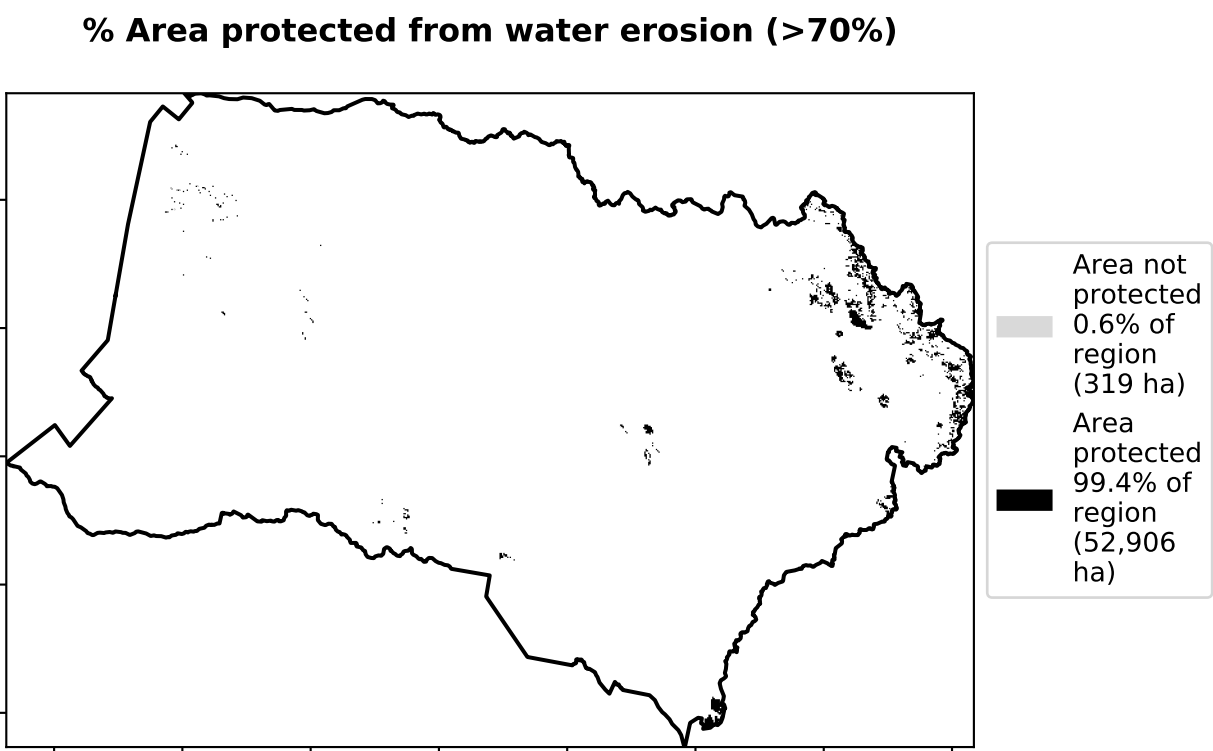 % Area protected from water erosion (>70%)
Area not
protected
0.6% of
region
(319 ha)
Area
protected
99.4% of
region
(52,906
ha)